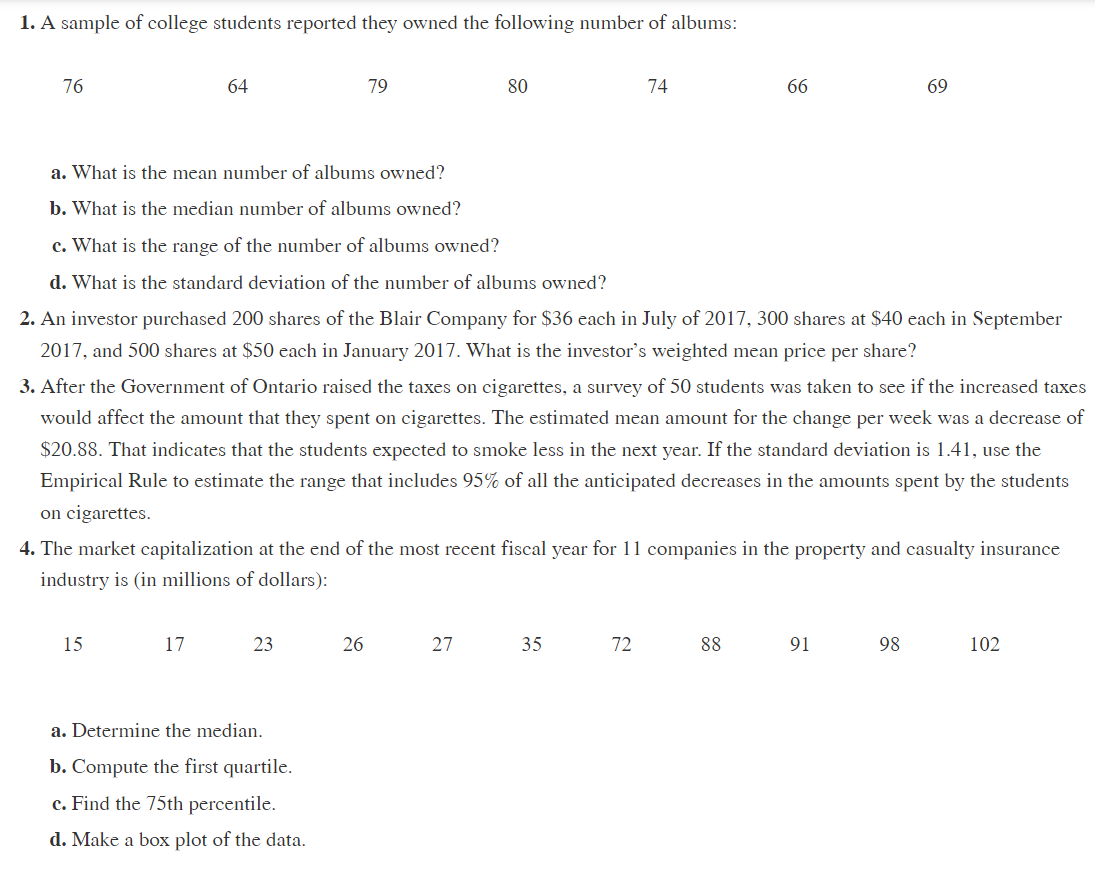 1. A sample of college students reported they owned the following number of albums:
76 64 79 80 74 66 69
a. What is the mean number of albums owned?
b. What is the median number of albums owned?
c. What is the range of the number of albums owned?
d. What is the standard deviation of the number of albums owned?
2. An investor purchased 200 shares of the Blair Company for $36 each in July of 2017, 300 shares at $40 each in September
2017, and 500 shares at $50 each in January 2017. What is the investor’s weighted mean price per share?
3. After the Government of Ontario raised the taxes on cigarettes, a survey of 50 students was taken to see if the increased taxes
would affect the amount that they spent on cigarettes. The estimated mean amount for the change per week was a decrease of
$20.88. That indicates that the students expected to smoke less in the next year. If the standard deviation is 1.41, use the
Empirical Rule to estimate the range that includes 95% of all the anticipated decreases in the amounts spent by the students
on cigarettes.
4. The market capitalization at the end of the most recent fiscal year for 11 companies in the property and casualty insurance
industry is (in millions of dollars):
15 17 23 26 27 35 72 88 91 98 102
a. Determine the median.
b. Compute the first quartile.
c. Find the 75th percentile.
d. Make a box plot of the data.